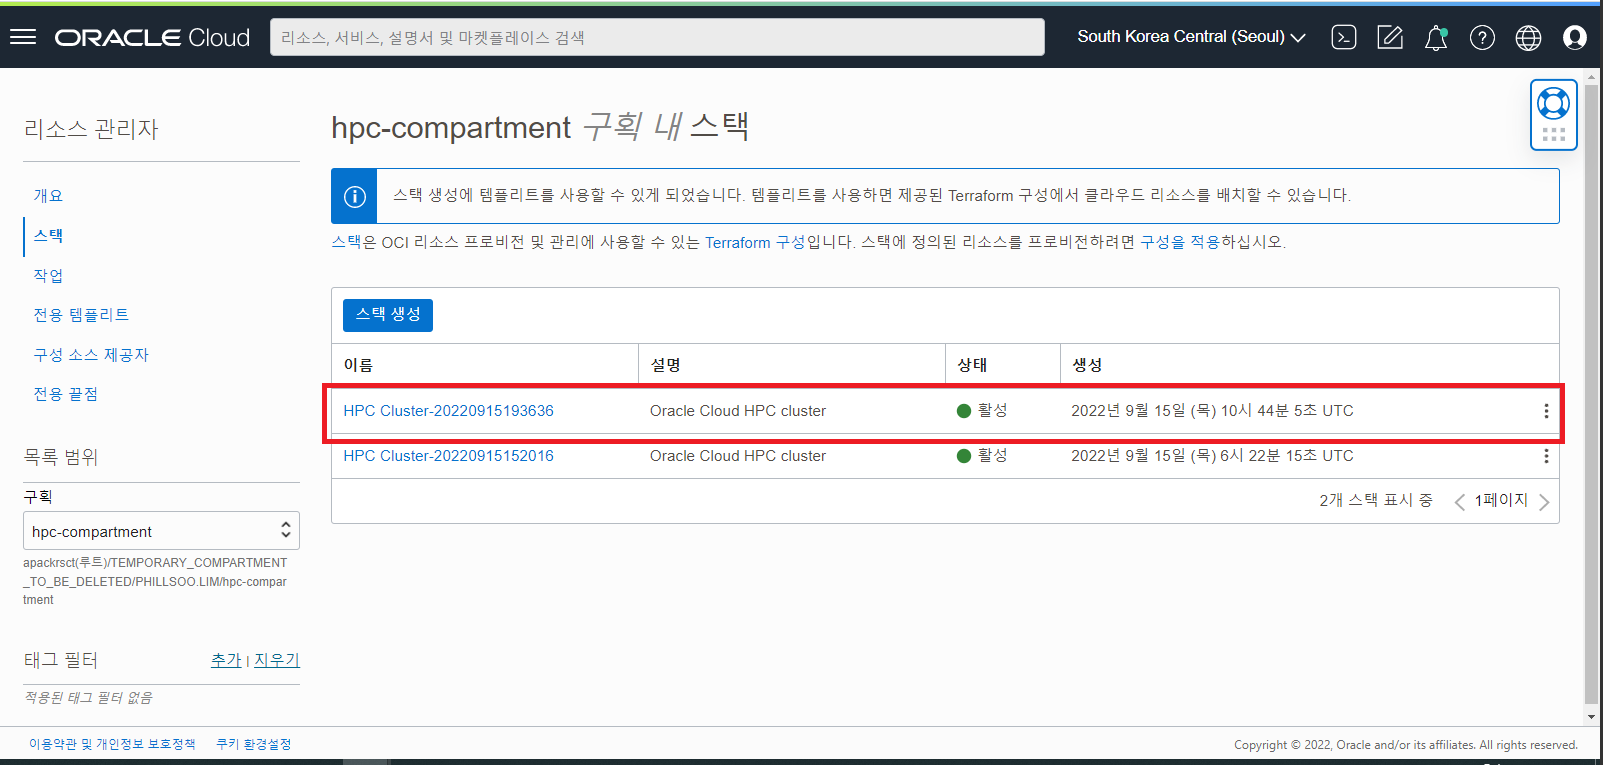 ORACLE Cloud
리소스, 서비스, 설명서 및 마켓플레이스 검색
South Korea Central (Seoul)
리소스 관리자
개요
스택
작업
전용 템플리트
구성 소스 제공자
전용 끝점
목록 범위
구획
hpc-compartment
apackrsct(루트)/TEMPORARY_COMPARTMENT
_TO_BE_DELETED/PHILLSOO.LIM/hpc-compar
tment
태그 필터 추가 | 지우기
적용된 태그 필터 없음
hpc-compartment 구획 내 스택
스택 생성에 템플리트를 사용할 수 있게 되었습니다. 템플리트를 사용하면 제공된 Terraform 구성에서 클라우드 리소스를 배치할 수 있습니다.
스택은 OCI 리소스 프로비전 및 관리에 사용할 수 있는 Terraform 구성입니다. 스택에 정의된 리소스를 프로비전하려면 구성을 적용하십시오.
스택 생성
이름 설명 상태 생성
HPC Cluster-20220915193636 Oracle Cloud HPC cluster 활성 2022년 9월 15일 (목) 10시 44분 5초 UTC
HPC Cluster-20220915152016 Oracle Cloud HPC cluster 활성 2022년 9월 15일 (목) 6시 22분 15초 UTC
2개 스택 표시 중 1페이지
이용약관 및 개인정보 보호정책 쿠키 환경설정
Copyright © 2022, Oracle and/or its affiliates. All rights reserved.